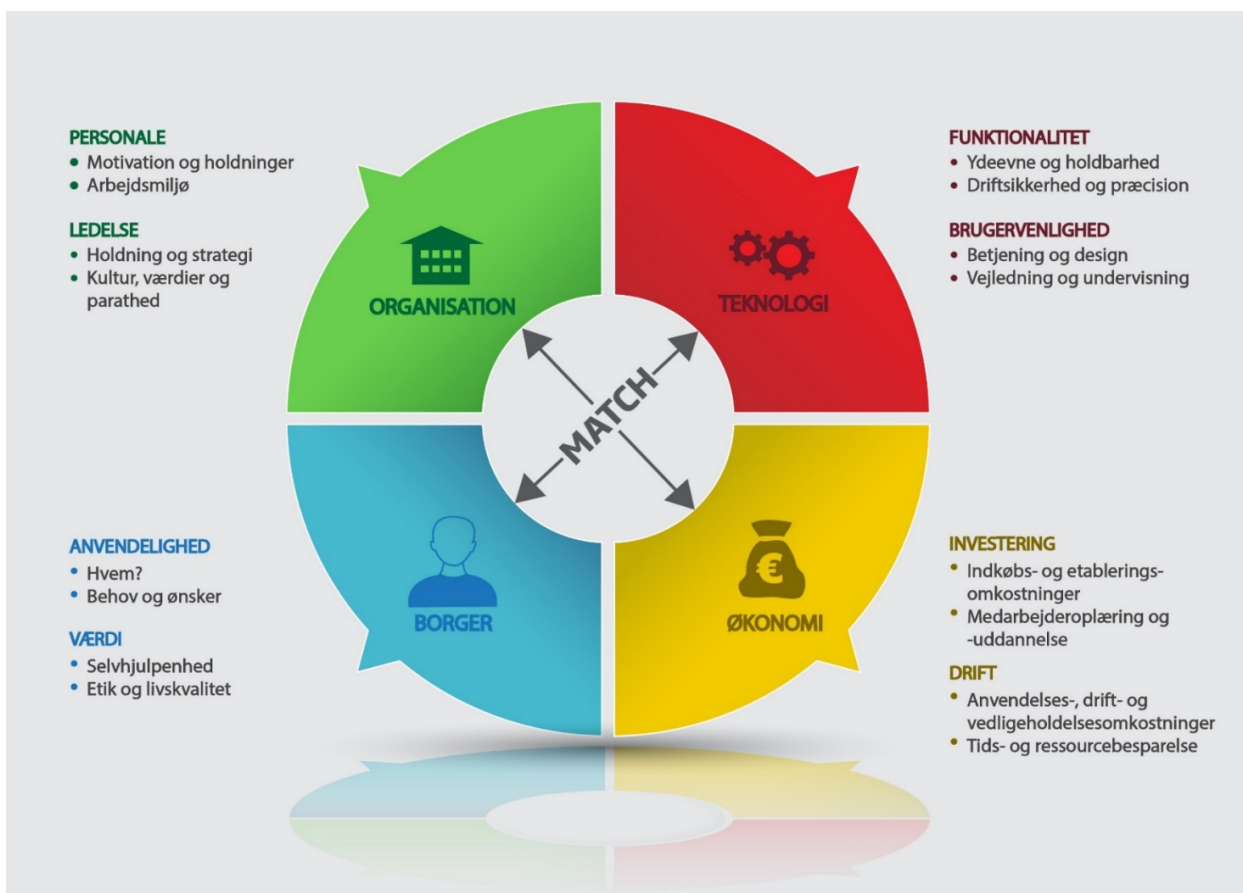 PERSONALE
• Motivation og holdninger
• Arbejdsmiljø
LEDELSE
• Holdning og strategi
• Kultur, værdier og
parathed
ORGANISATION
FUNKTIONALITET
• Ydeevne og holdbarhed
• Driftsikkerhed og præcision
BRUGERVENLIGHED
• Betjening og design
• Vejledning og undervisning
TEKNOLOGI
MATCH
ANVENDELIGHED
• Hvem?
• Behov og ønsker
VÆRDI
• Selvhjulpenhed
• Etik og livskvalitet
BORGER
€
ØKONOMI
INVESTERING
• Indkøbs- og etablerings-
omkostninger
• Medarbejderoplæring og
-uddannelse
DRIFT
• Anvendelses-, drift- og
vedligeholdelsesomkostninger
• Tids- og ressourcebesparelse